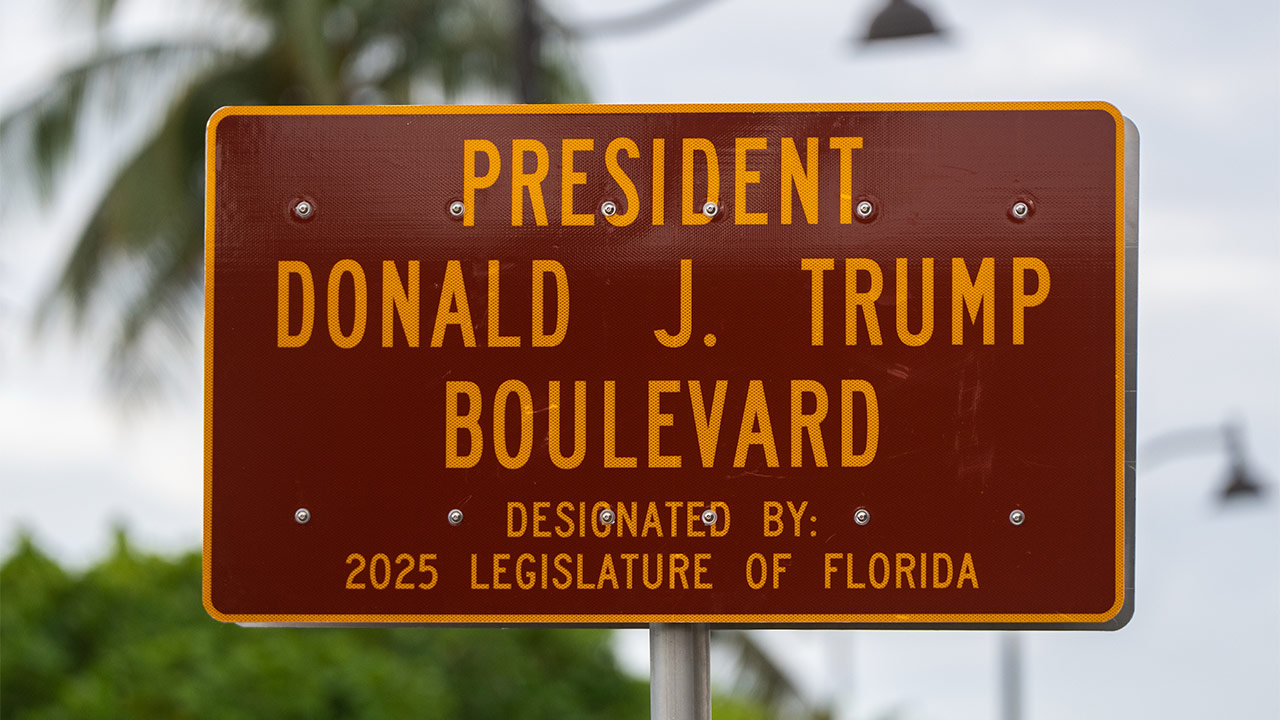 PRESIDENT
DONALD J. TRUMP
BOULEVARD
DESIGNATED BY:
2025 LEGISLATURE OF FLORIDA